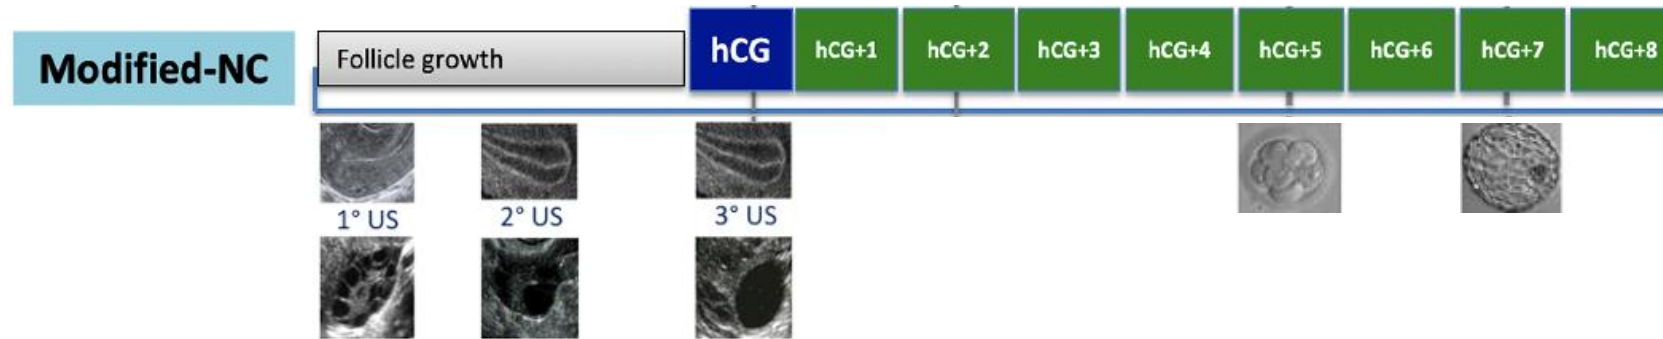 Modified-NC
Follicle growth
hCG
hCG+1
hCG+2
hCG+3
hCG+4
hCG+5
hCG+6
hCG+7
hCG+8
1° US
2° US
3° US